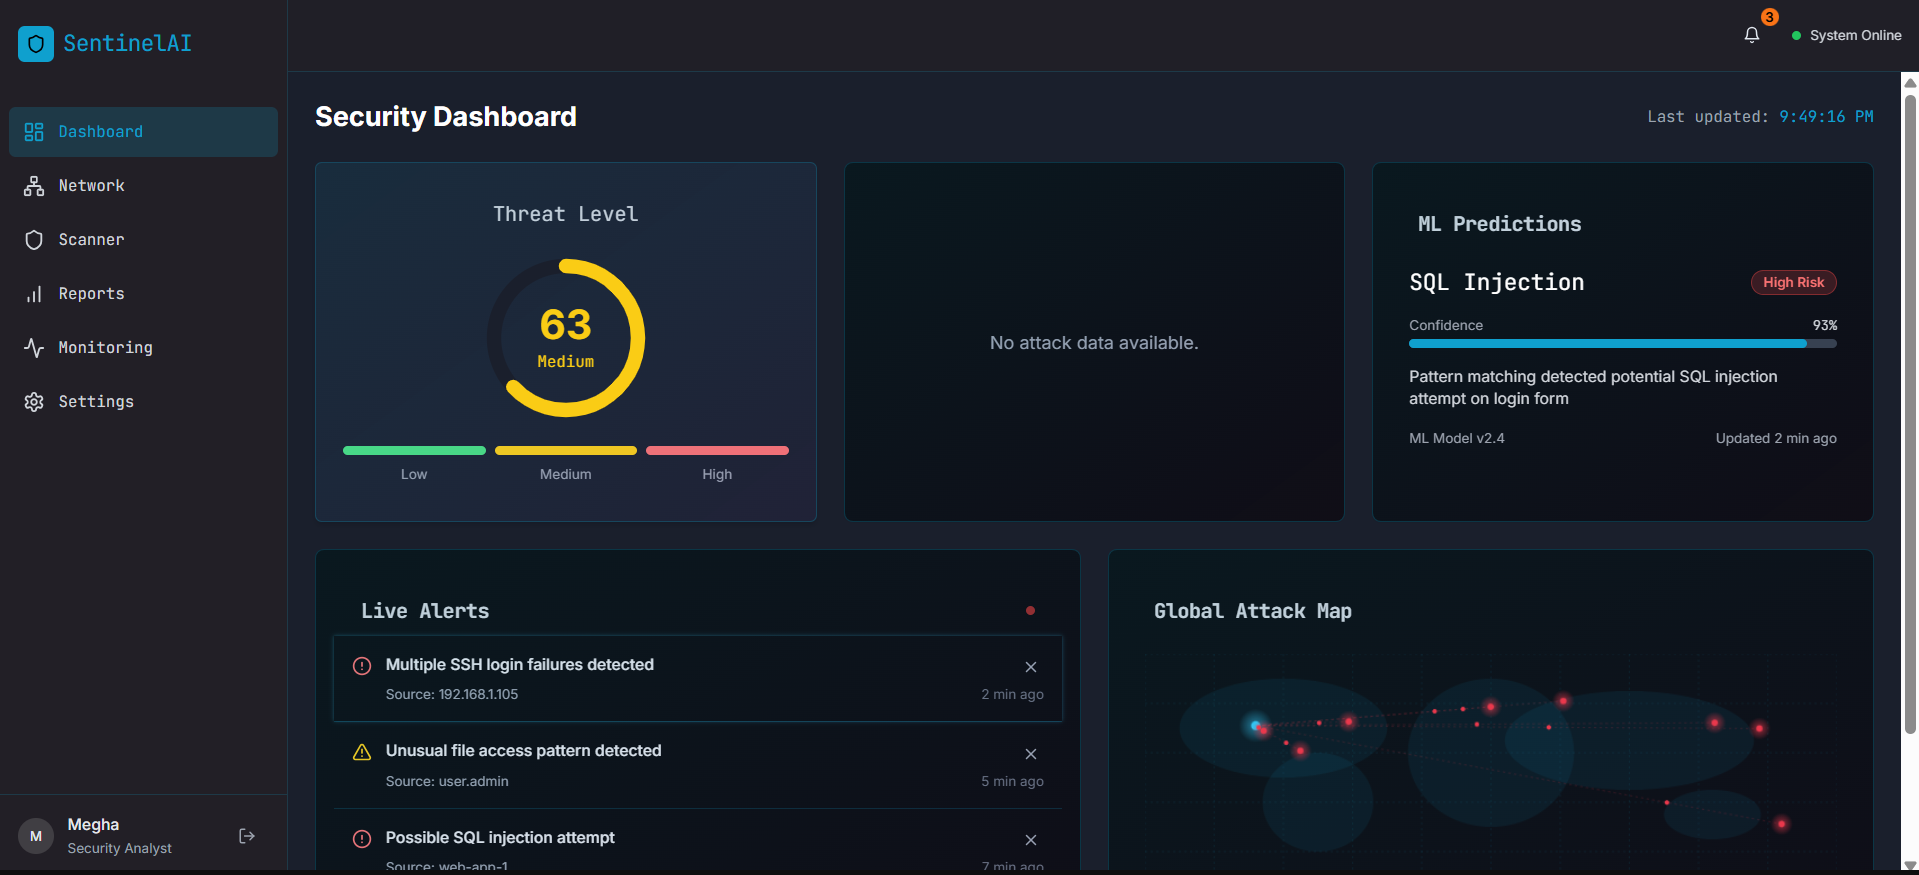 SentinelAI
3
System Online
Dashboard
Network
Scanner
Reports
Monitoring
Settings
M
Megha
Security Analyst
Security Dashboard
Last updated: 9:49:16 PM
Threat Level
63
Medium
Low
Medium
High
No attack data available.
ML Predictions
SQL Injection
High Risk
Confidence
93%
Pattern matching detected potential SQL injection
attempt on login form
ML Model v2.4
Updated 2 min ago
Live Alerts
Multiple SSH login failures detected
Source: 192.168.1.105
2 min ago
Unusual file access pattern detected
Source: user.admin
5 min ago
Possible SQL injection attempt
Source: web-app-1
7 min ago
Global Attack Map